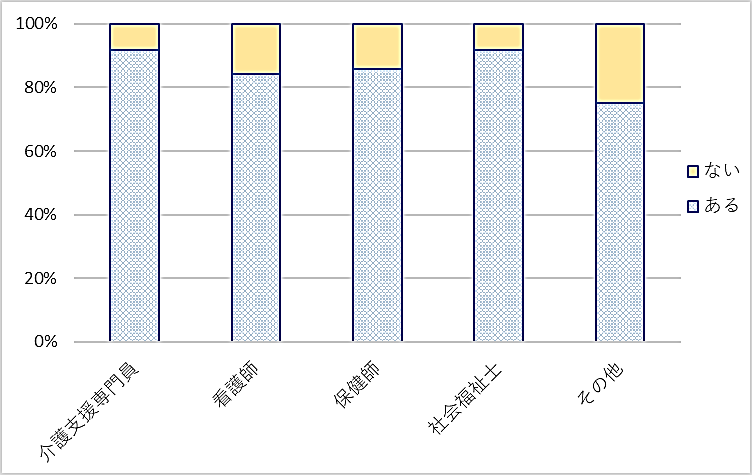 100%
80%
60%
40%
20%
0%
介護支援専門員
看護師
保健師
社会福祉士
その他
ない
ある